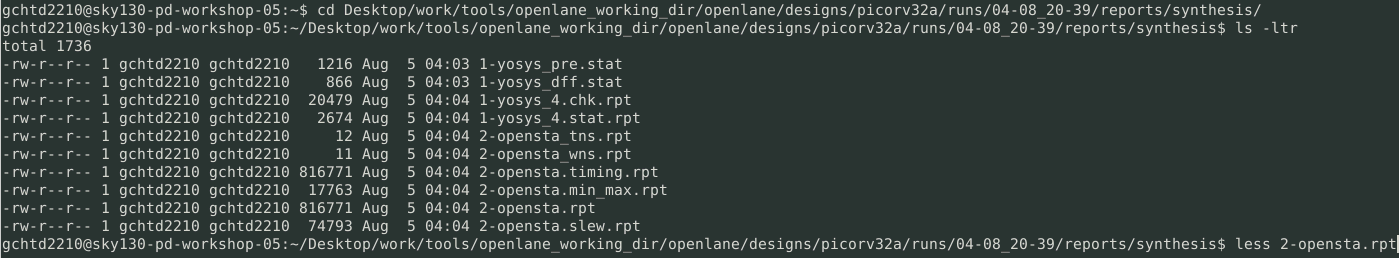 gchtd2210@sky130-pd-workshop-05:~$ cd Desktop/work/tools/openlane_working_dir/openlane/designs/picorv32a/runs/04-08_20-39/reports/synthesis/
gchtd2210@sky130-pd-workshop-05:~/Desktop/work/tools/openlane_working_dir/openlane/designs/picorv32a/runs/04-08_20-39/reports/synthesis$ ls -ltr
total 1736
-rw-r--r-- 1 gchtd2210 gchtd2210   1216 Aug  5 04:03 1-yosys_pre.stat
-rw-r--r-- 1 gchtd2210 gchtd2210    866 Aug  5 04:03 1-yosys_dff.stat
-rw-r--r-- 1 gchtd2210 gchtd2210  20479 Aug  5 04:04 1-yosys_4.chk.rpt
-rw-r--r-- 1 gchtd2210 gchtd2210   2674 Aug  5 04:04 1-yosys_4.stat.rpt
-rw-r--r-- 1 gchtd2210 gchtd2210     12 Aug  5 04:04 2-opensta_tns.rpt
-rw-r--r-- 1 gchtd2210 gchtd2210     11 Aug  5 04:04 2-opensta_wns.rpt
-rw-r--r-- 1 gchtd2210 gchtd2210 816771 Aug  5 04:04 2-opensta.timing.rpt
-rw-r--r-- 1 gchtd2210 gchtd2210  17763 Aug  5 04:04 2-opensta.min_max.rpt
-rw-r--r-- 1 gchtd2210 gchtd2210 816771 Aug  5 04:04 2-opensta.rpt
-rw-r--r-- 1 gchtd2210 gchtd2210  74793 Aug  5 04:04 2-opensta.slew.rpt
gchtd2210@sky130-pd-workshop-05:~/Desktop/work/tools/openlane_working_dir/openlane/designs/picorv32a/runs/04-08_20-39/reports/synthesis$ less 2-opensta.rpt